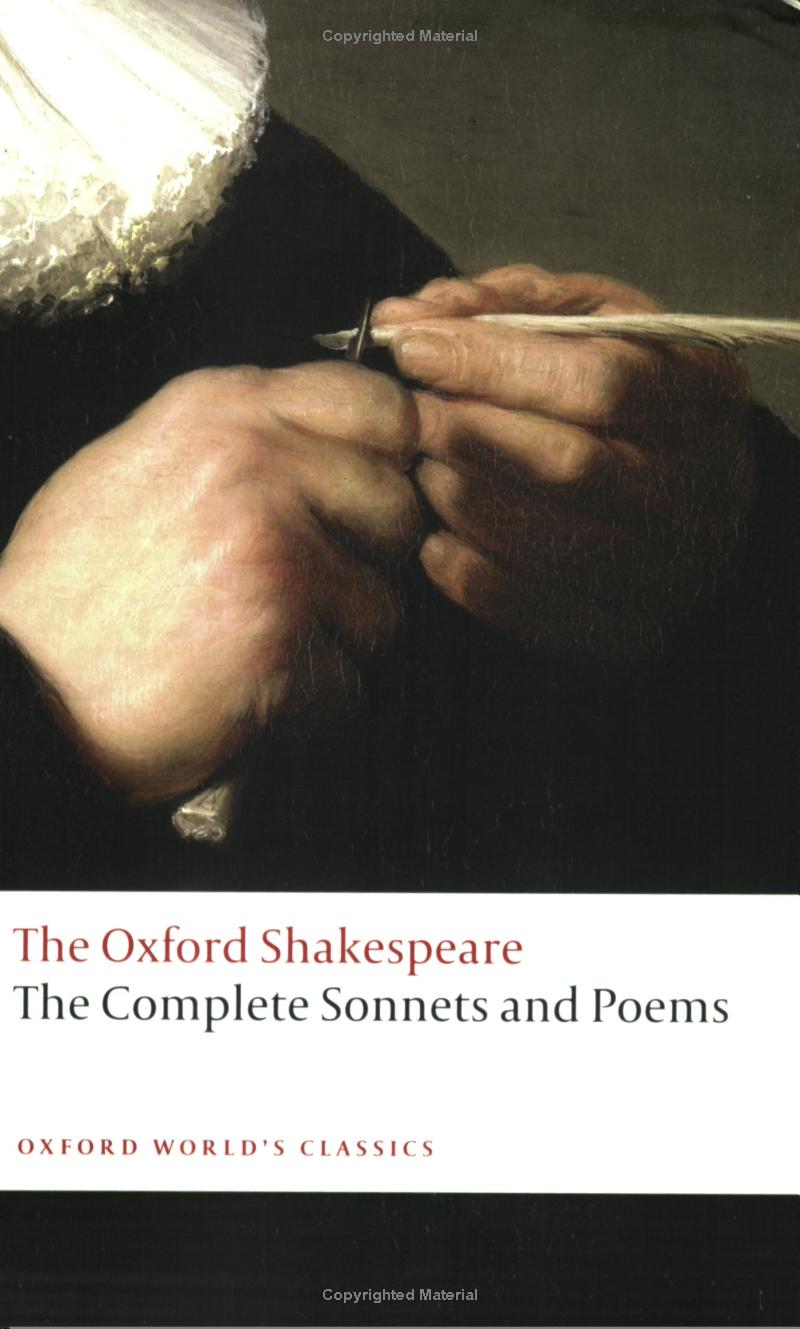 Copyrighted Material
The Oxford Shakespeare
The Complete Sonnets and Poems
OXFORD WORLD'S CLASSICS
Copyrighted Material